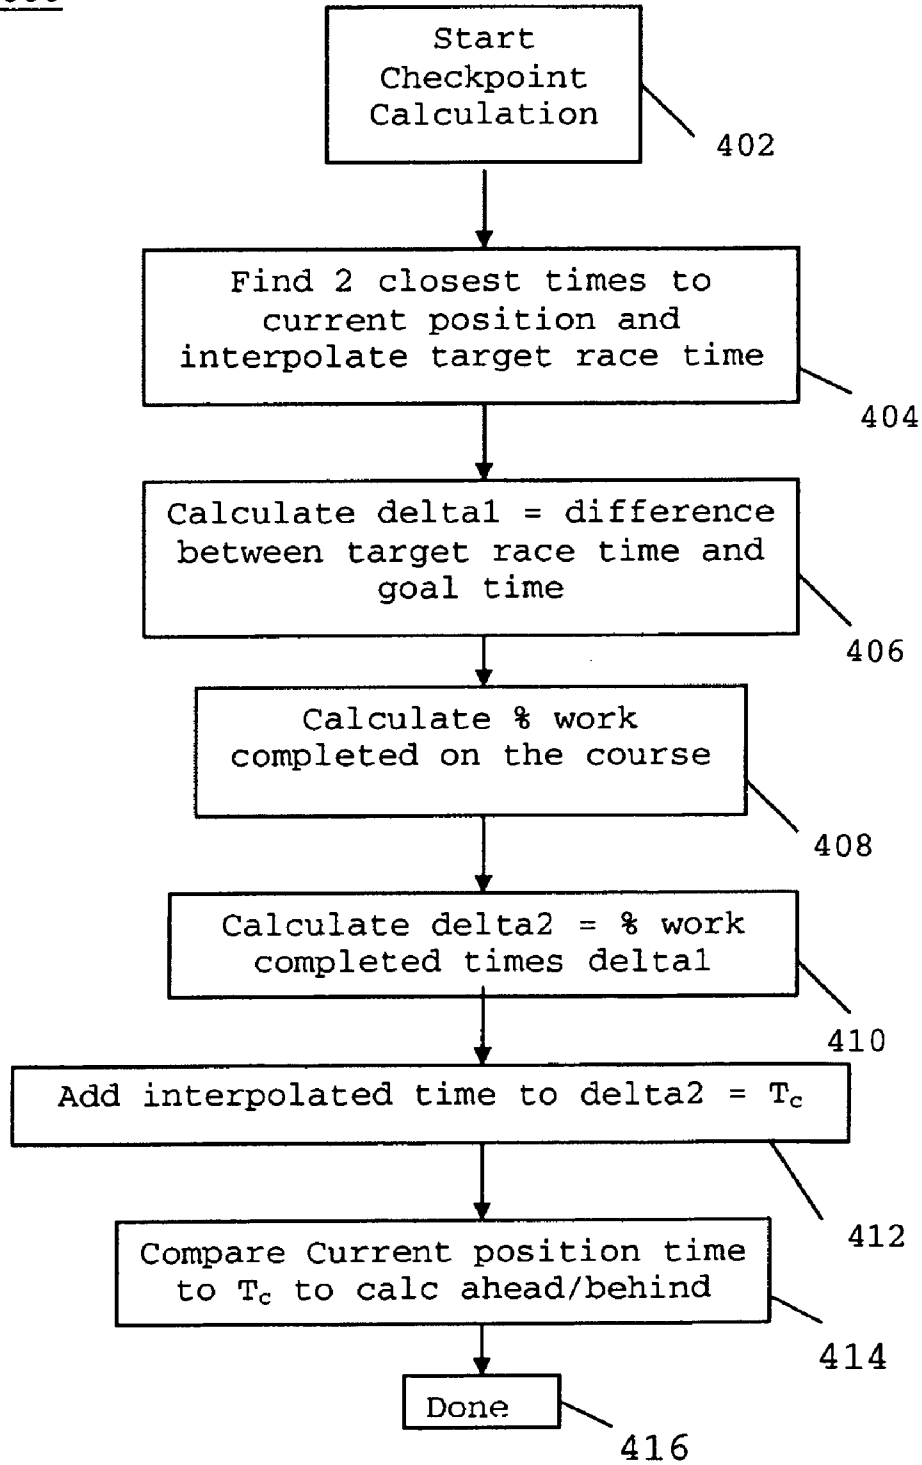 Start
Checkpoint
Calculation
402
Find 2 closest times to
current position and
interpolate target race time
404
Calculate delta1 = difference
between target race time and
goal time
406
Calculate % work
completed on the course
408
Calculate delta2 = % work
completed times delta1
410
Add interpolated time to delta2 = Tc
412
Compare Current position time
to Tc to calc ahead/behind
414
Done
416